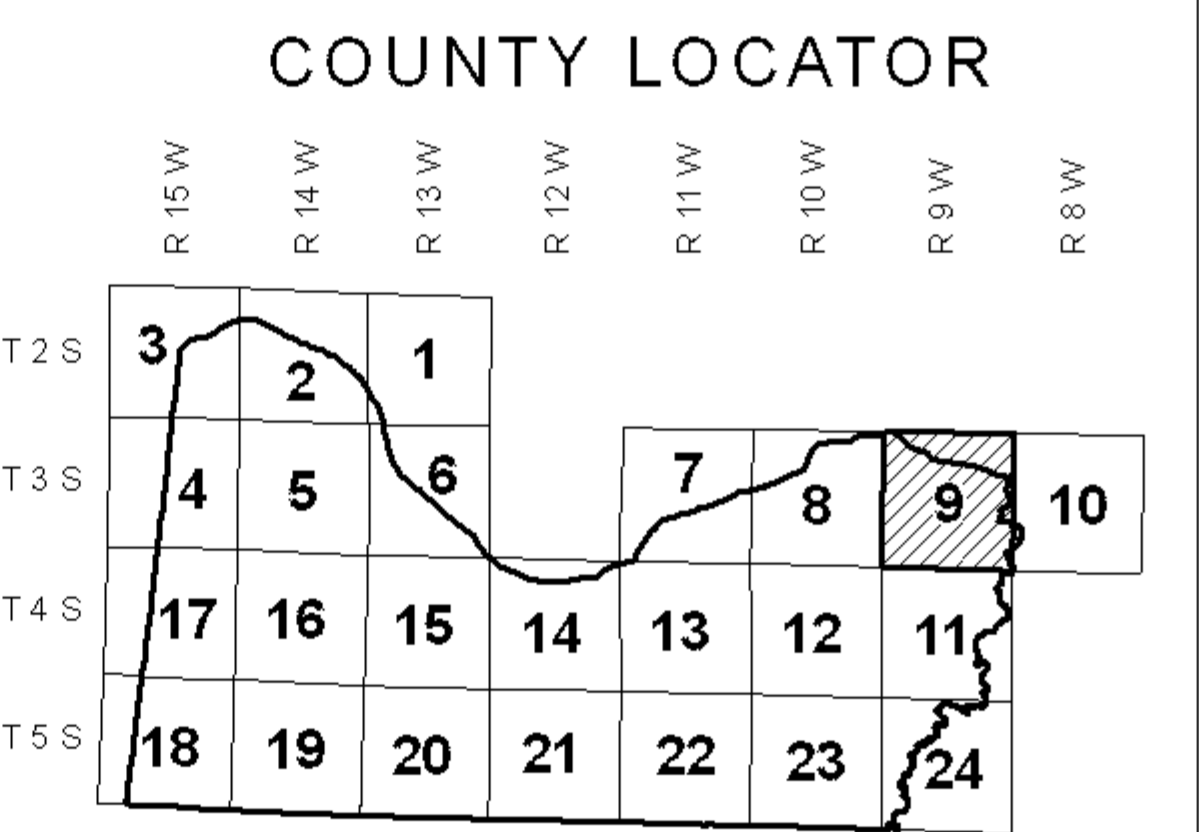 COUNTY LOCATOR
R 15 W R 14 W R 13 W R 12 W R 11 W R 10 W R 9 W R 8 W
T 2 S 3 2 1
T 3 S 4 5 6 7 8 9 10
T 4 S 17 16 15 14 13 12 11
T 5 S 18 19 20 21 22 23 24